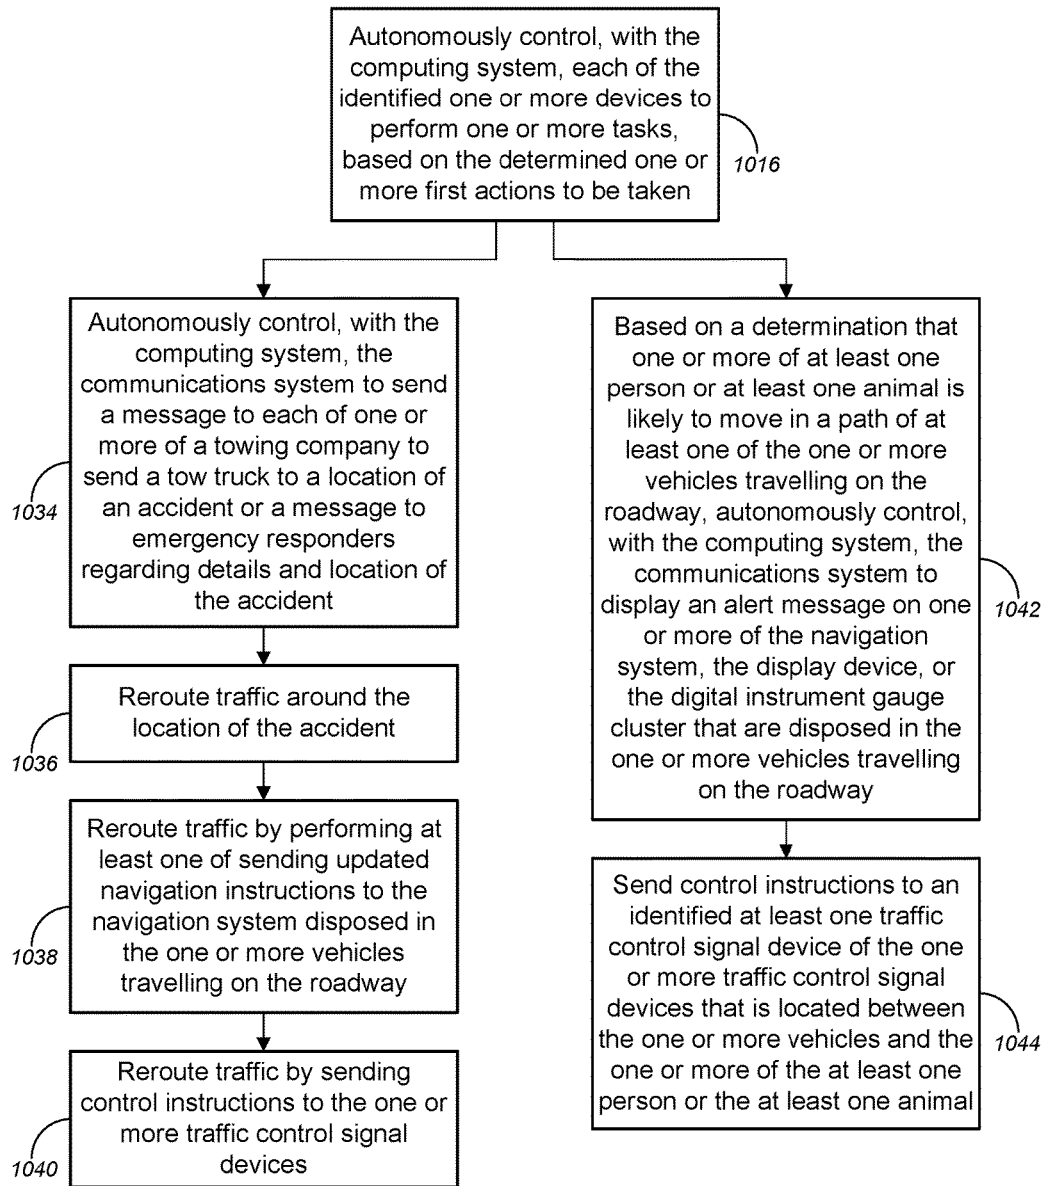 Autonomously control, with the
computing system, each of the
identified one or more devices to
perform one or more tasks,
based on the determined one or
more first actions to be taken
1016
Autonomously control, with the
computing system, the
communications system to send
a message to each of one or
more of a towing company to
send a tow truck to a location of
an accident or a message to
emergency responders
regarding details and location of
the accident
1034
Reroute traffic around the
location of the accident
1036
Reroute traffic by performing at
least one of sending updated
navigation instructions to the
navigation system disposed in
the one or more vehicles
travelling on the roadway
1038
Reroute traffic by sending
control instructions to the one or
more traffic control signal
devices
1040
Based on a determination that
one or more of at least one
person or at least one animal is
likely to move in a path of at
least one of the one or more
vehicles travelling on the
roadway, autonomously control,
with the computing system, the
communications system to
display an alert message on one
or more of the navigation
system, the display device, or
the digital instrument gauge
cluster that are disposed in the
one or more vehicles travelling
on the roadway
1042
Send control instructions to an
identified at least one traffic
control signal device of the one
or more traffic control signal
devices that is located between
the one or more vehicles and the
one or more of the at least one
person or the at least one animal
1044